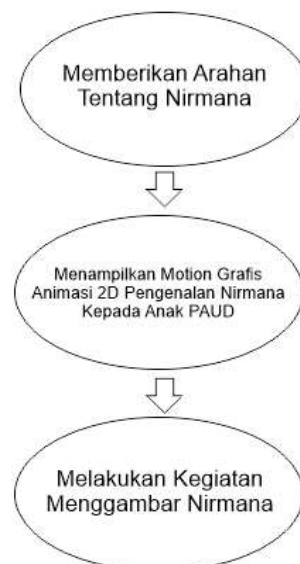 Memberikan Arahan
Tentang Nirmana
Menampilkan Motion Grafis
Animasi 2D Pengenalan Nirmana
Kepada Anak PAUD
Melakukan Kegiatan
Menggambar Nirmana